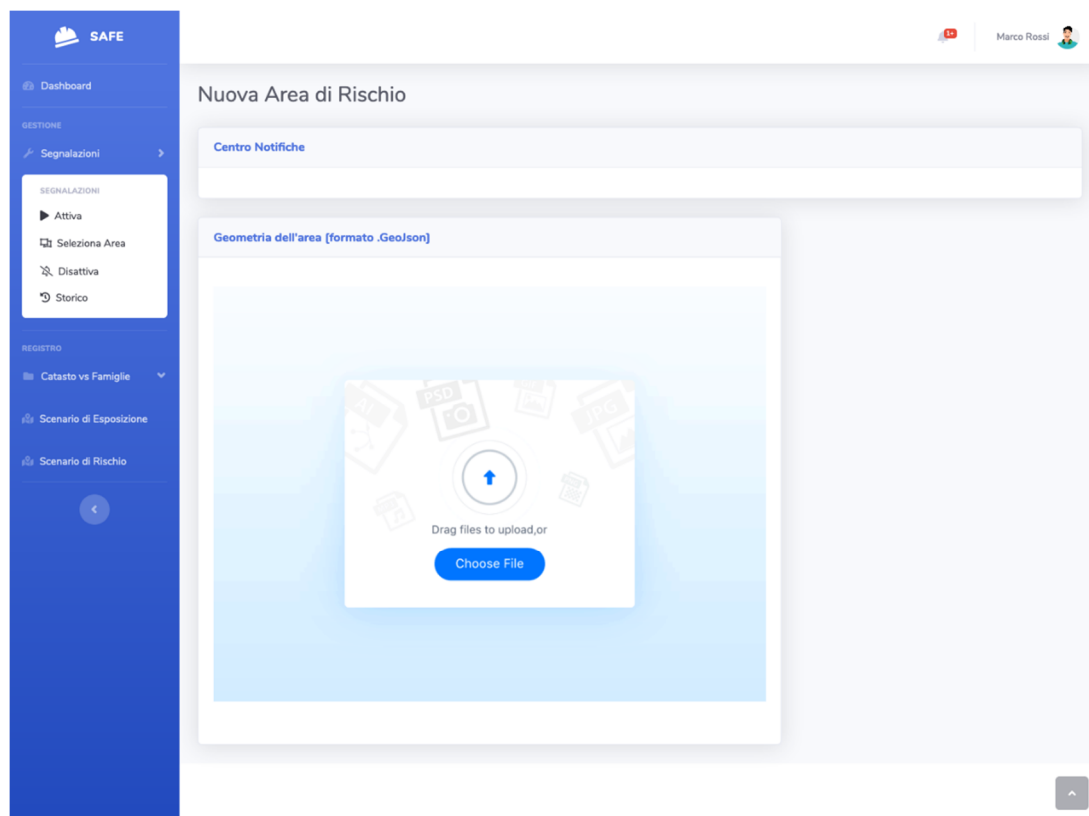 SAFE
1+
Marco Rossi
Dashboard
Nuova Area di Rischio
GESTIONE
Segnalazioni
Centro Notifiche
SEGNALAZIONI
Attiva
Seleziona Area
Disattiva
Storico
Geometria dell'area [formato .GeoJson]
REGISTRO
Catasto vs Famiglie
Scenario di Esposizione
Scenario di Rischio
AI
PSD
JPG
Drag files to upload,or
Choose File